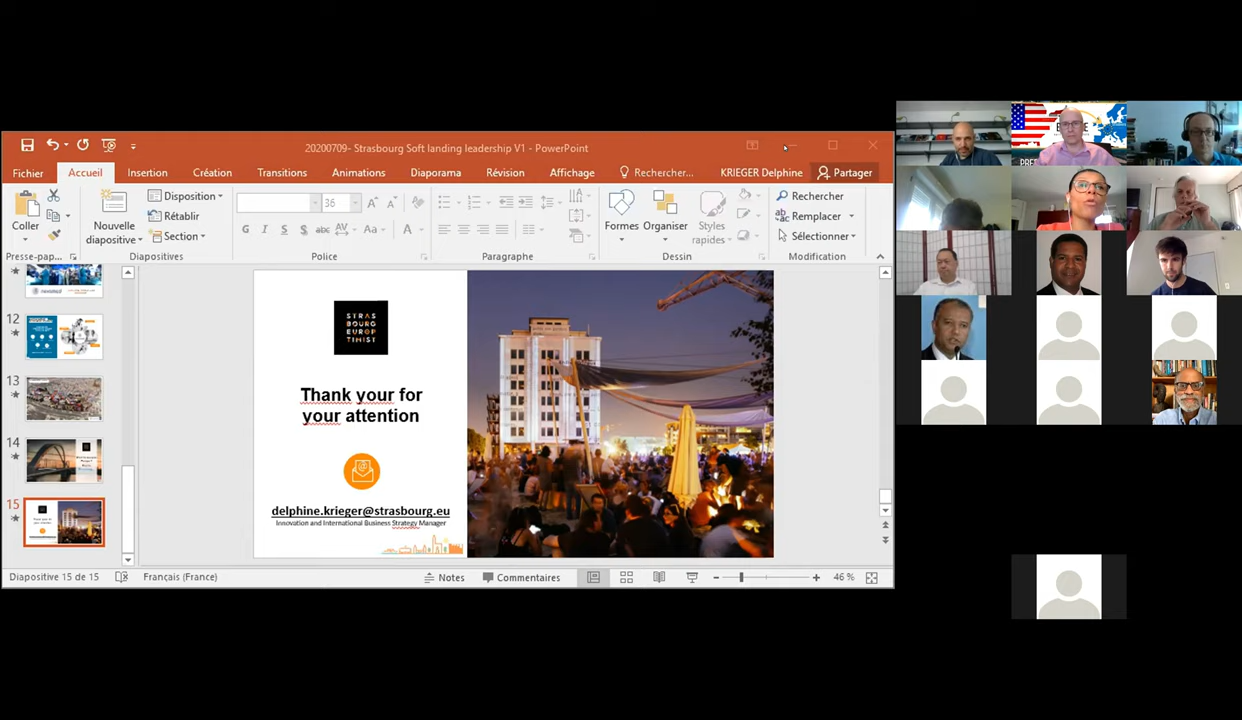 20200709- Strasbourg Soft landing leadership V1 - PowerPoint
Fichier
Accueil
Insertion
Création
Transitions
Animations
Diaporama
Révision
Affichage
Rechercher...
KRIEGER Delphine
Partager
Coller
Nouvelle
diapositive
Disposition
Rétablir
Section
36
G I S S abc AV Aa A
Formes
Organiser
Styles
rapides
Rechercher
Remplacer
Sélectionner
Presse-pap...
Diapositives
Police
Paragraphe
Dessin
Modification
12
13
14
15
STRAS
BOURG
EUROP
TIMIST
Thank your for
your attention
delphine.krieger@strasbourg.eu
Innovation and International Business Strategy Manager
Diapositive 15 de 15
Français (France)
Notes
Commentaires
46 %